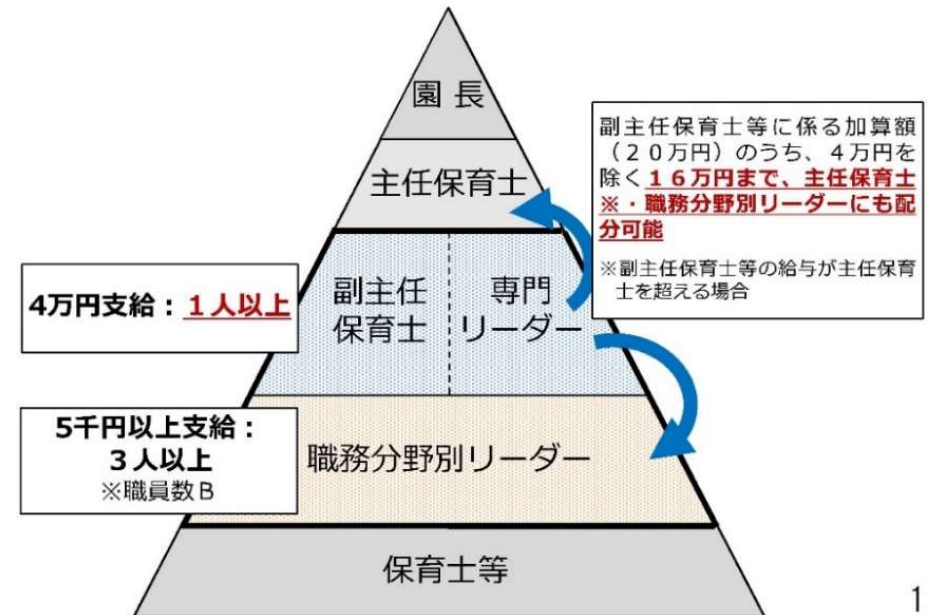 園 長
主任保育士
副主任
保育士
専門
リーダー
職務分野別リーダー
保育士等
4万円支給：１人以上
5千円以上支給：
３人以上
※職員数Ｂ
副主任保育士等に係る加算額
（２０万円）のうち、４万円を
除く１６万円まで、主任保育士
※・職務分野別リーダーにも配
分可能
※副主任保育士等の給与が主任保育
士を超える場合
1